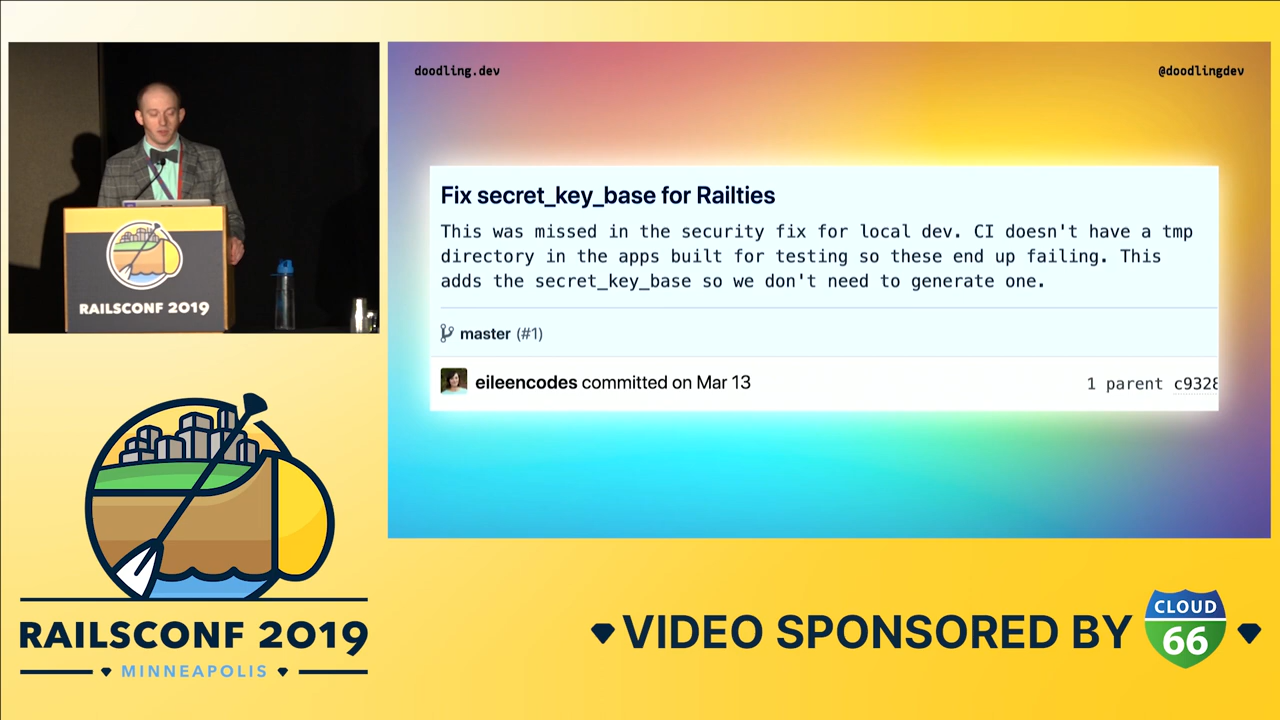 doodling.dev
@doodlingdev
Fix secret_key_base for Railties
This was missed in the security fix for local dev. CI doesn't have a tmp
directory in the apps built for testing so these end up failing. This
adds the secret_key_base so we don't need to generate one.
master (#1)
eileencodes committed on Mar 13
1 parent c9328
RAILSCONF 2019
RAILSCONF 2019
MINNEAPOLIS
VIDEO SPONSORED BY
CLOUD
66